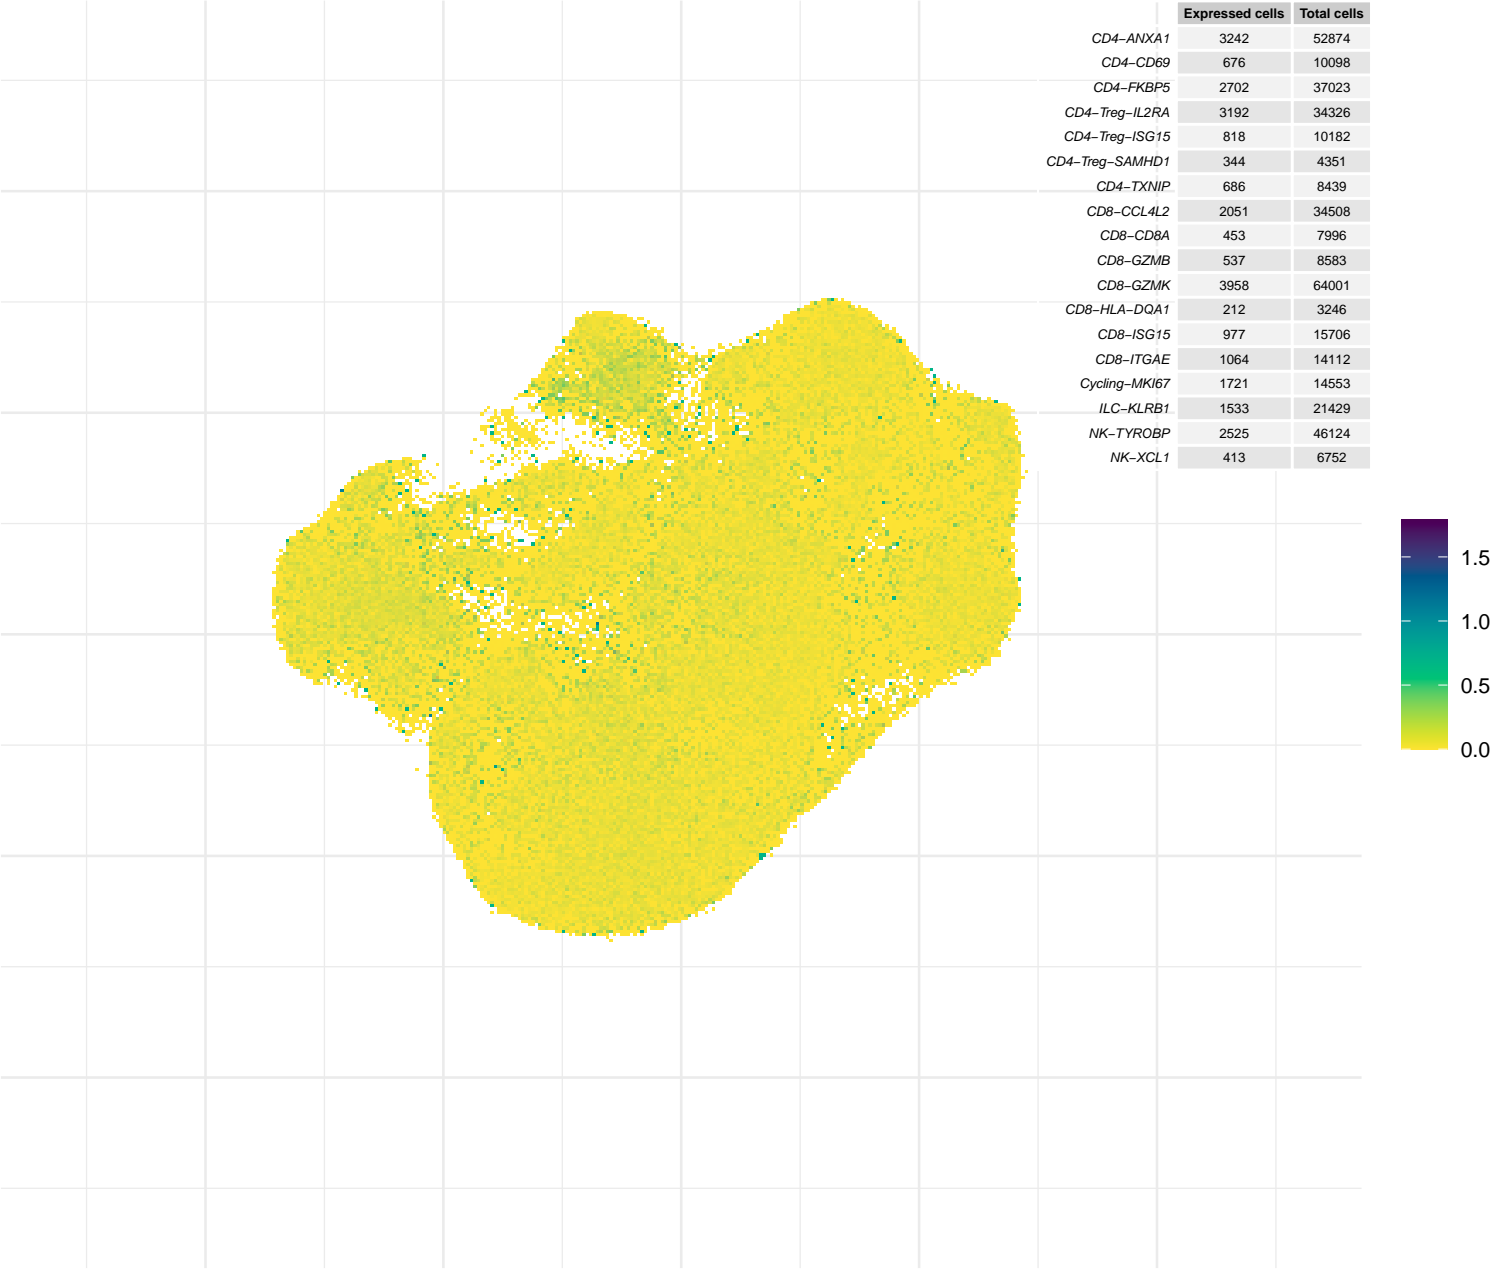 Expressed cells Total cells
CD4−ANXA1 3242 52874
CD4−CD69 676 10098
CD4−FKBP5 2702 37023
CD4−Treg−IL2RA 3192 34326
CD4−Treg−ISG15 818 10182
CD4−Treg−SAMHD1 344 4351
CD4−TXNIP 686 8439
CD8−CCL4L2 2051 34508
CD8−CD8A 453 7996
CD8−GZMB 537 8583
CD8−GZMK 3958 64001
CD8−HLA−DQA1 212 3246
CD8−ISG15 977 15706
CD8−ITGAE 1064 14112
Cycling−MKI67 1721 14553
ILC−KLRB1 1533 21429
NK−TYROBP 2525 46124
NK−XCL1 413 6752
1.5
1.0
0.5
0.0